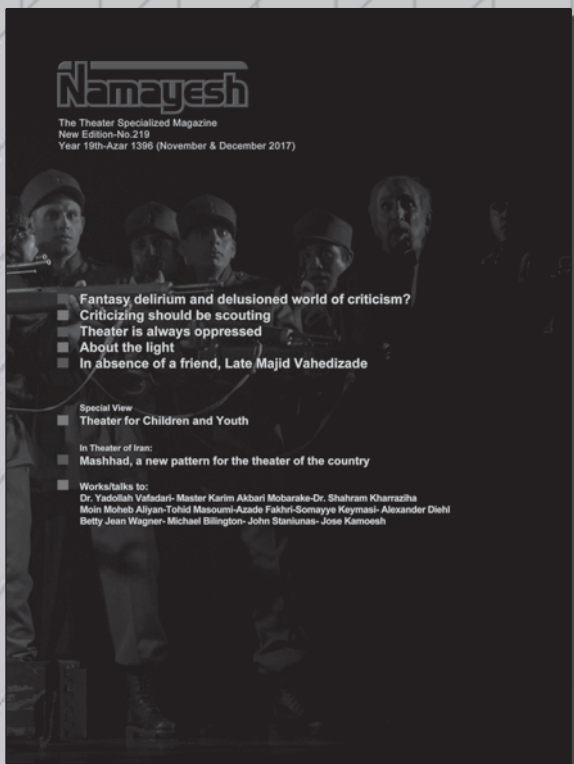 Namayesh
The Theater Specialized Magazine
New Edition-No.219
Year 19th-Azar 1396 (November & December 2017)
Fantasy delirium and delusioned world of criticism?
Criticizing should be scouting
Theater is always oppressed
About the light
In absence of a friend, Late Majid Vahedizade
Special View
Theater for Children and Youth
In Theater of Iran:
Mashhad, a new pattern for the theater of the country
Works/talks to:
Dr. Yadollah Vafadari- Master Karim Akbari Mobarake-Dr. Shahram Kharraziha
Moin Moheb Aliyan-Tohid Masoumi-Azade Fakhri-Somayye Keymasi- Alexander Diehl
Betty Jean Wagner- Michael Bilington- John Staniunas- Jose Kamoesh